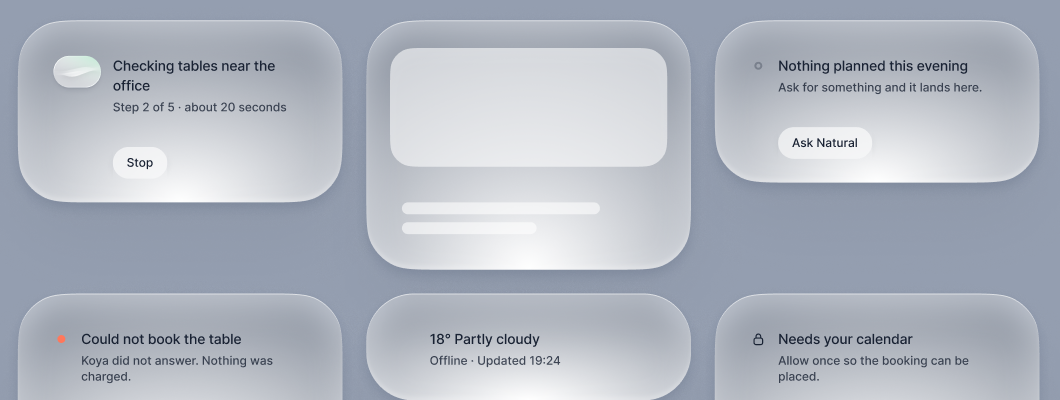 Checking tables near the
office
Step 2 of 5 · about 20 seconds
Stop
Nothing planned this evening
Ask for something and it lands here.
Ask Natural
Could not book the table
Koya did not answer. Nothing was
charged.
18° Partly cloudy
Offline · Updated 19:24
Needs your calendar
Allow once so the booking can be
placed.